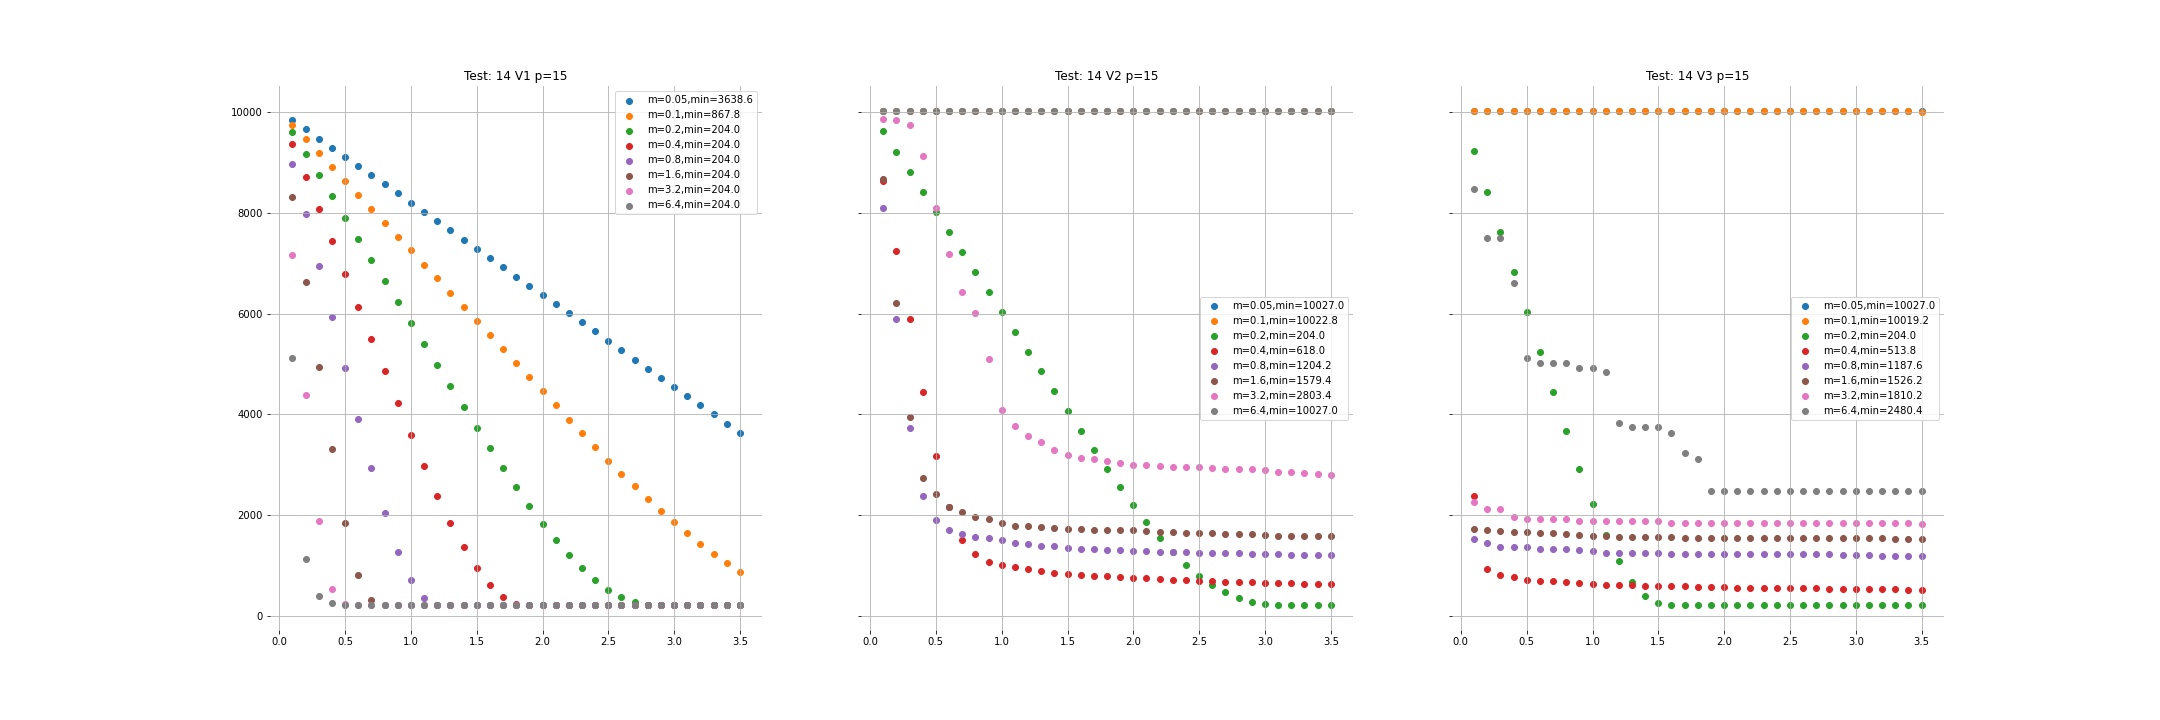 Test: 14 V1 p=15
10000
8000
6000
4000
2000
0
0.0 0.5 1.0 1.5 2.0 2.5 3.0 3.5
m=0.05,min=3638.6
m=0.1,min=867.8
m=0.2,min=204.0
m=0.4,min=204.0
m=0.8,min=204.0
m=1.6,min=204.0
m=3.2,min=204.0
m=6.4,min=204.0
Test: 14 V2 p=15
0.0 0.5 1.0 1.5 2.0 2.5 3.0 3.5
m=0.05,min=10027.0
m=0.1,min=10022.8
m=0.2,min=204.0
m=0.4,min=618.0
m=0.8,min=1204.2
m=1.6,min=1579.4
m=3.2,min=2803.4
m=6.4,min=10027.0
Test: 14 V3 p=15
0.0 0.5 1.0 1.5 2.0 2.5 3.0 3.5
m=0.05,min=10027.0
m=0.1,min=10019.2
m=0.2,min=204.0
m=0.4,min=513.8
m=0.8,min=1187.6
m=1.6,min=1526.2
m=3.2,min=1810.2
m=6.4,min=2480.4